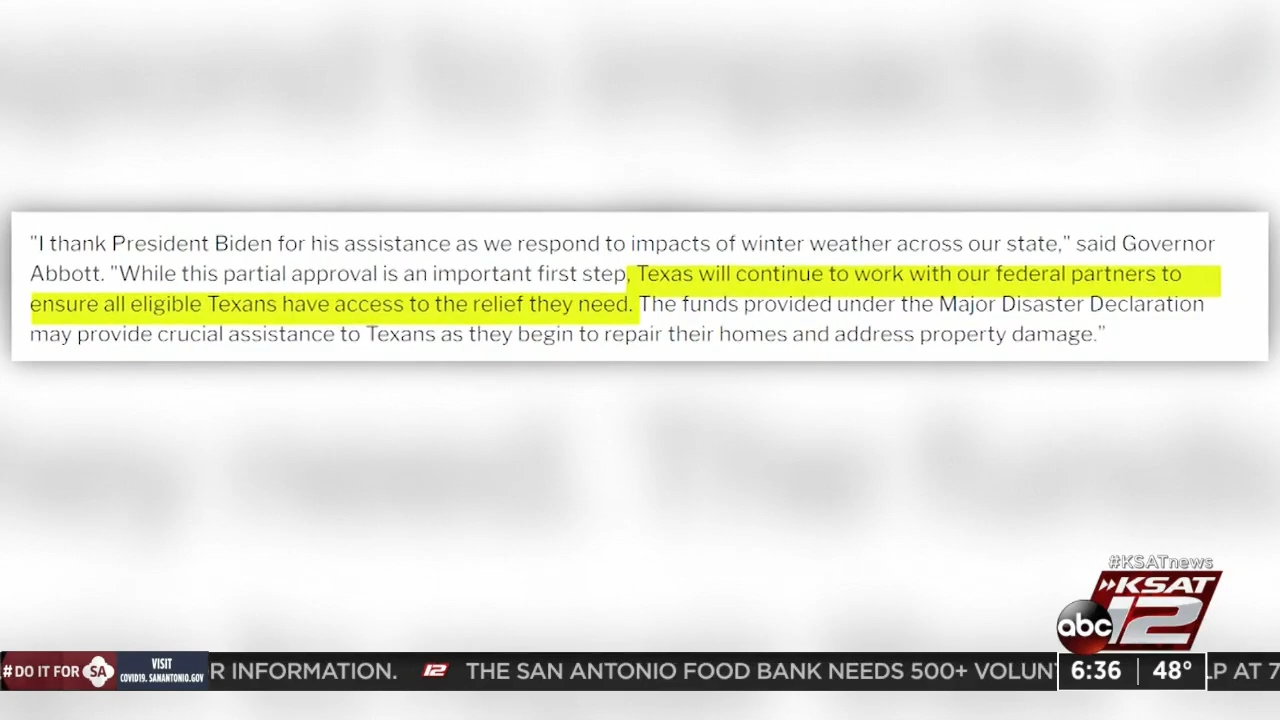 "I thank President Biden for his assistance as we respond to impacts of winter weather across our state," said Governor
Abbott. "While this partial approval is an important first step, Texas will continue to work with our federal partners to
ensure all eligible Texans have access to the relief they need. The funds provided under the Major Disaster Declaration
may provide crucial assistance to Texans as they begin to repair their homes and address property damage."
#KSATnews
KSAT
abc 12
#DO IT FOR SA
VISIT
COVID19.SANANTONIO.GOV
R INFORMATION. 12 THE SAN ANTONIO FOOD BANK NEEDS 500+ VOLUN
6:36 48°
LP AT 7